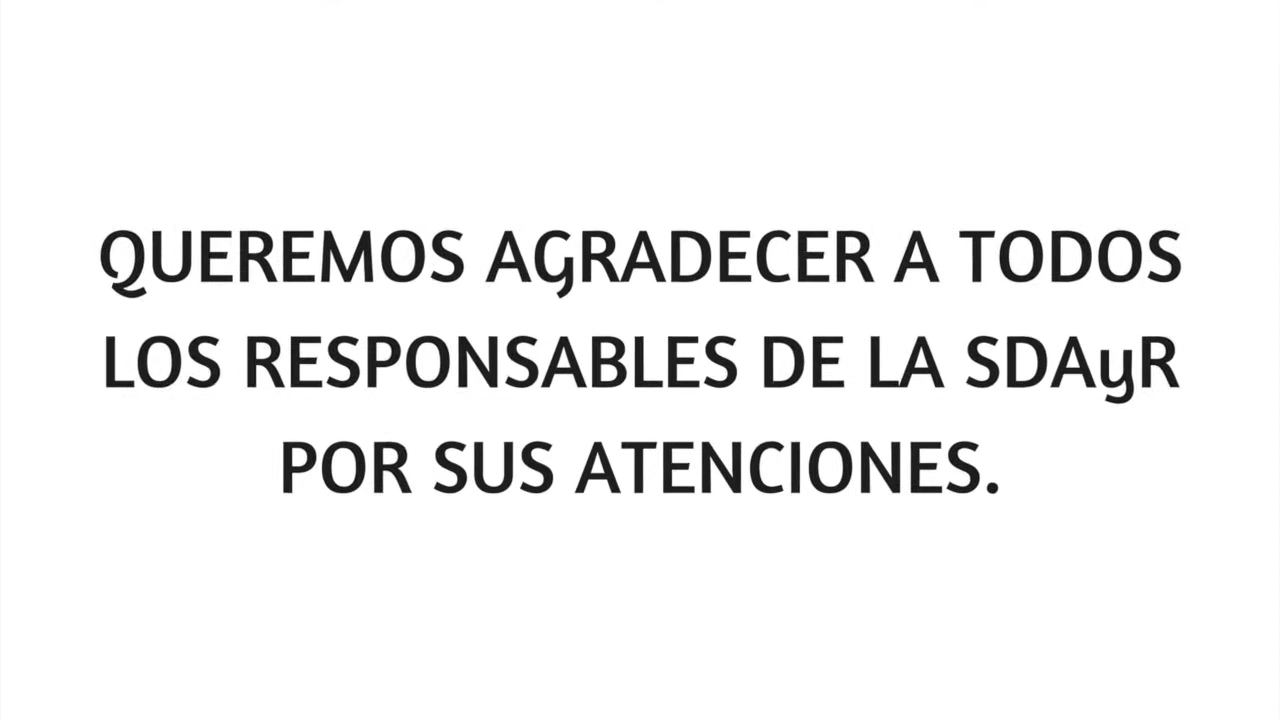 QUEREMOS AGRADECER A TODOS
LOS RESPONSABLES DE LA SDAyR
POR SUS ATENCIONES.